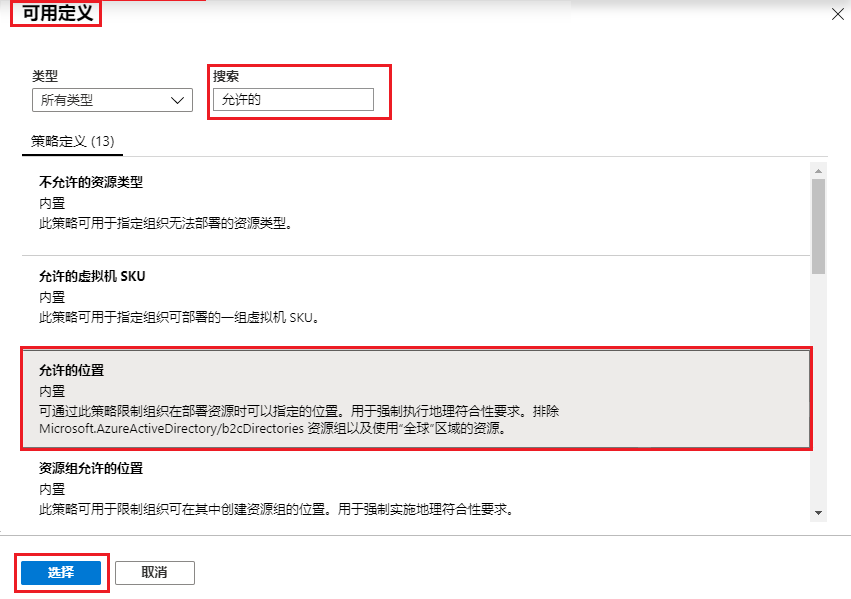 可用定义
类型
搜索
所有类型
允许的
策略定义 (13)
不允许的资源类型
内置
此策略可用于指定组织无法部署的资源类型。
允许的虚拟机 SKU
内置
此策略可用于指定组织可部署的一组虚拟机 SKU。
允许的位置
内置
可通过此策略限制组织在部署资源时可以指定的位置。用于强制执行地理符合性要求。排除
Microsoft.AzureActiveDirectory/b2cDirectories 资源组以及使用“全球”区域的资源。
资源组允许的位置
内置
此策略可用于限制组织可在其中创建资源组的位置。用于强制实施地理符合性要求。
选择
取消